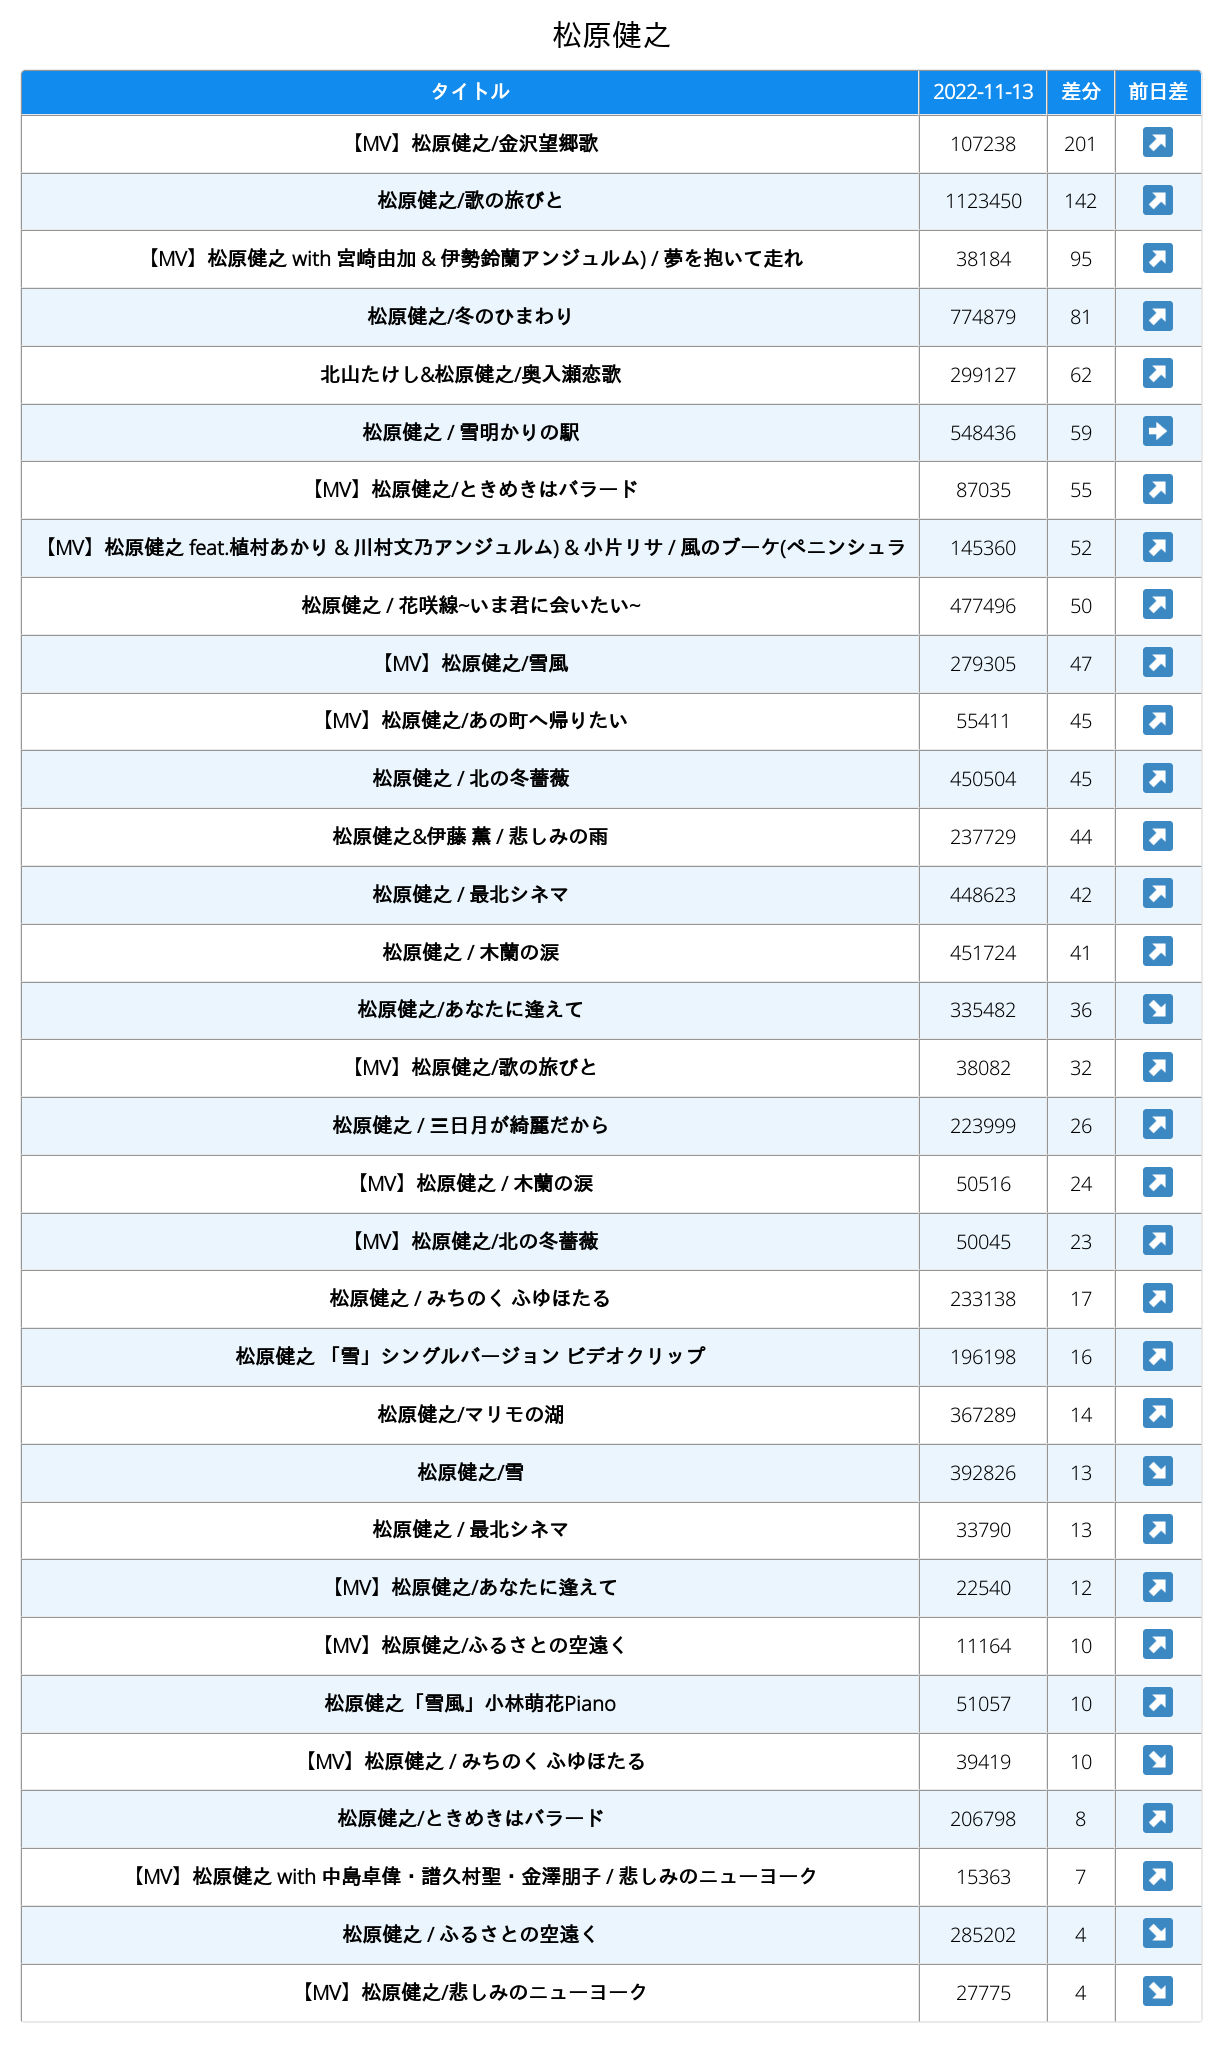 松原健之
タイトル 2022-11-13 差分 前日差
【MV】松原健之/金沢望郷歌 107238 201 ↗
松原健之/歌の旅びと 1123450 142 ↗
【MV】松原健之 with 宮崎由加 & 伊勢鈴蘭アンジュルム) / 夢を抱いて走れ 38184 95 ↗
松原健之/冬のひまわり 774879 81 ↗
北山たけし&松原健之/奥入瀬恋歌 299127 62 ↗
松原健之 / 雪明かりの駅 548436 59 ➡
【MV】松原健之/ときめきはバラード 87035 55 ↗
【MV】松原健之 feat.植村あかり & 川村文乃アンジュルム) & 小片リサ / 風のブーケ(ペニンシュラ 145360 52 ↗
松原健之 / 花咲線~いま君に会いたい~ 477496 50 ↗
【MV】松原健之/雪風 279305 47 ↗
【MV】松原健之/あの町へ帰りたい 55411 45 ↗
松原健之 / 北の冬薔薇 450504 45 ↗
松原健之&伊藤 薫 / 悲しみの雨 237729 44 ↗
松原健之 / 最北シネマ 448623 42 ↗
松原健之 / 木蘭の涙 451724 41 ↗
松原健之/あなたに逢えて 335482 36 ↘
【MV】松原健之/歌の旅びと 38082 32 ↗
松原健之 / 三日月が綺麗だから 223999 26 ↗
【MV】松原健之 / 木蘭の涙 50516 24 ↗
【MV】松原健之/北の冬薔薇 50045 23 ↗
松原健之 / みちのく ふゆほたる 233138 17 ↗
松原健之 「雪」シングルバージョン ビデオクリップ 196198 16 ↗
松原健之/マリモの湖 367289 14 ↗
松原健之/雪 392826 13 ↘
松原健之 / 最北シネマ 33790 13 ↗
【MV】松原健之/あなたに逢えて 22540 12 ↗
【MV】松原健之/ふるさとの空遠く 11164 10 ↗
松原健之「雪風」小林萌花Piano 51057 10 ↗
【MV】松原健之 / みちのく ふゆほたる 39419 10 ↘
松原健之/ときめきはバラード 206798 8 ↗
【MV】松原健之 with 中島卓偉・譜久村聖・金澤朋子 / 悲しみのニューヨーク 15363 7 ↗
松原健之 / ふるさとの空遠く 285202 4 ↘
【MV】松原健之/悲しみのニューヨーク 27775 4 ↘